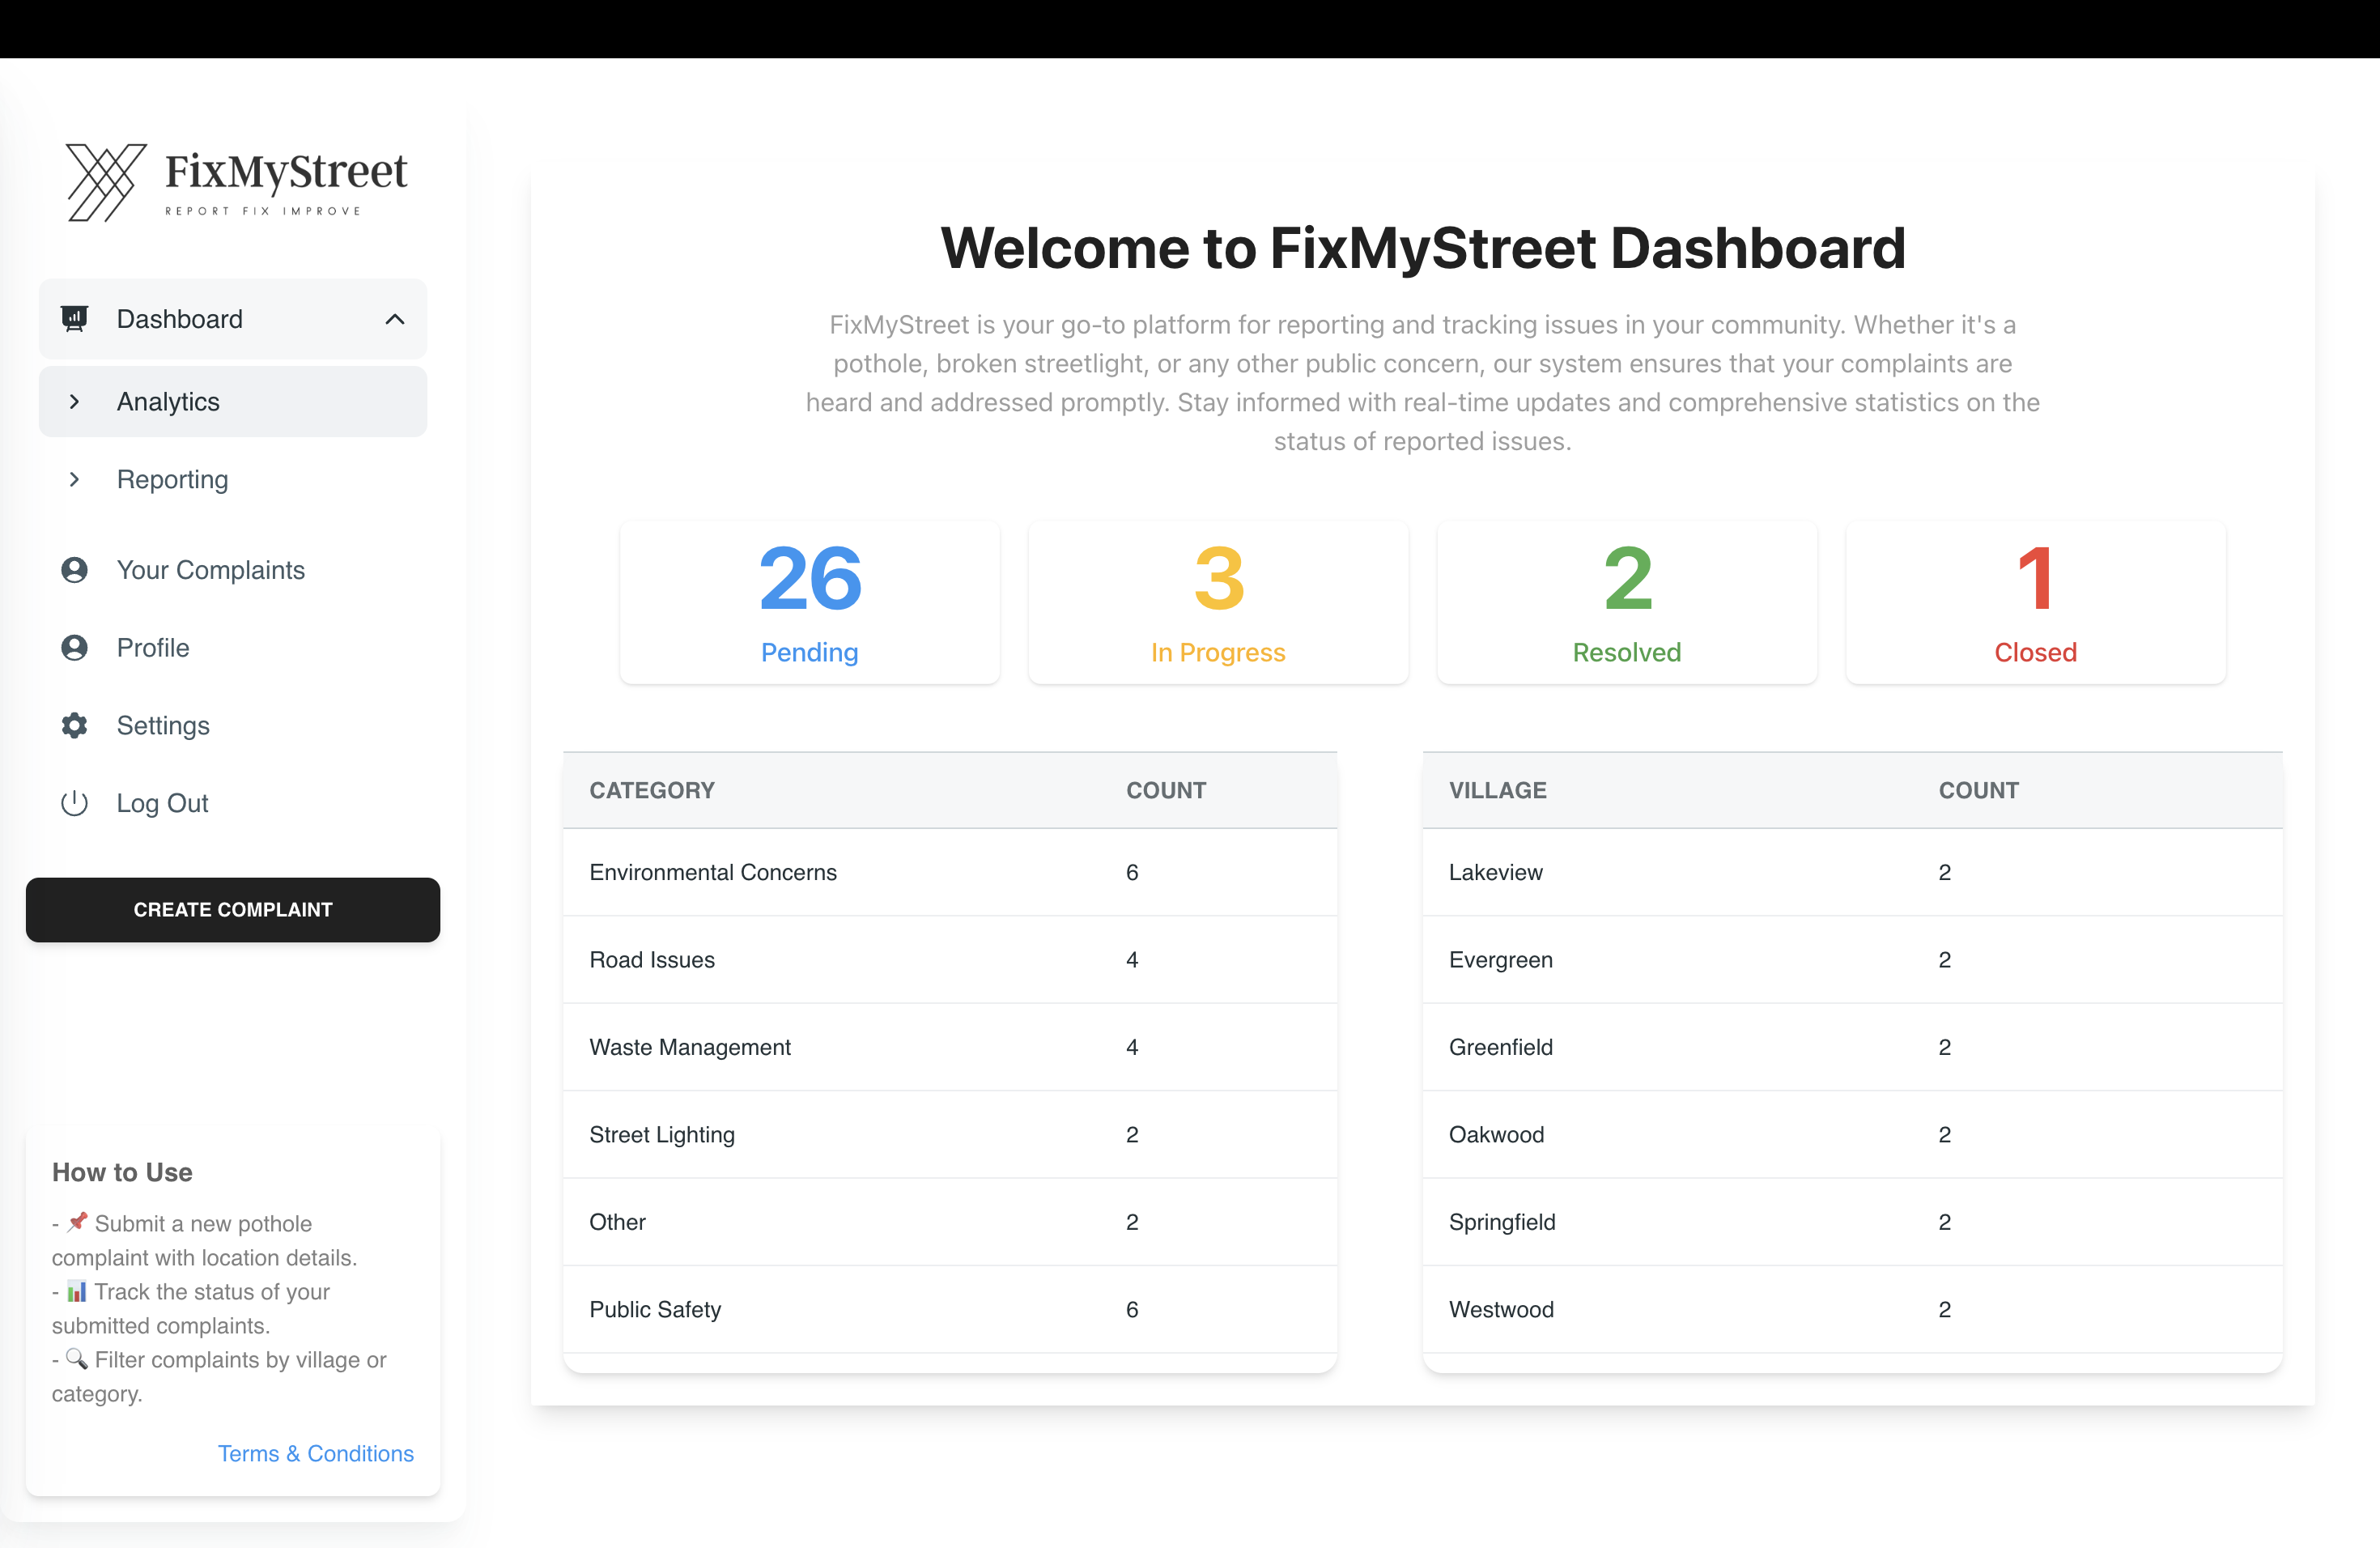 FixMyStreet
REPORT FIX IMPROVE
Dashboard
Analytics
Reporting
Your Complaints
Profile
Settings
Log Out
CREATE COMPLAINT
How to Use
- 📌 Submit a new pothole
complaint with location details.
- 📊 Track the status of your
submitted complaints.
- 🔍 Filter complaints by village or
category.
Terms & Conditions
Welcome to FixMyStreet Dashboard
FixMyStreet is your go-to platform for reporting and tracking issues in your community. Whether it's a
pothole, broken streetlight, or any other public concern, our system ensures that your complaints are
heard and addressed promptly. Stay informed with real-time updates and comprehensive statistics on the
status of reported issues.
26
Pending
3
In Progress
2
Resolved
1
Closed
CATEGORY COUNT
Environmental Concerns 6
Road Issues 4
Waste Management 4
Street Lighting 2
Other 2
Public Safety 6
VILLAGE COUNT
Lakeview 2
Evergreen 2
Greenfield 2
Oakwood 2
Springfield 2
Westwood 2